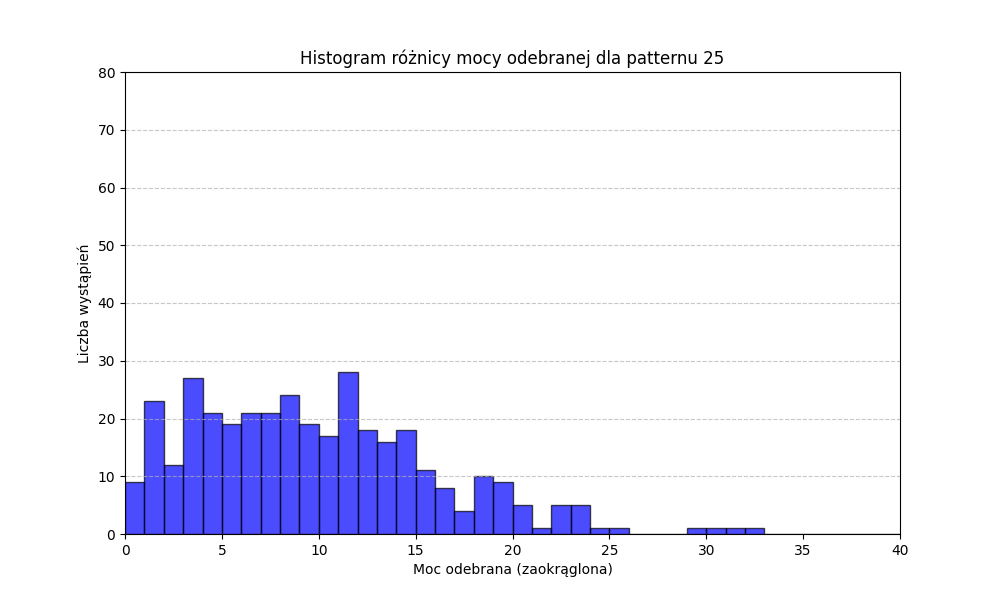 Histogram różnicy mocy odebranej dla patternu 25
80
70
60
50
40
30
20
10
0
Liczba wystąpień
0 5 10 15 20 25 30 35 40
Moc odebrana (zaokrąglona)